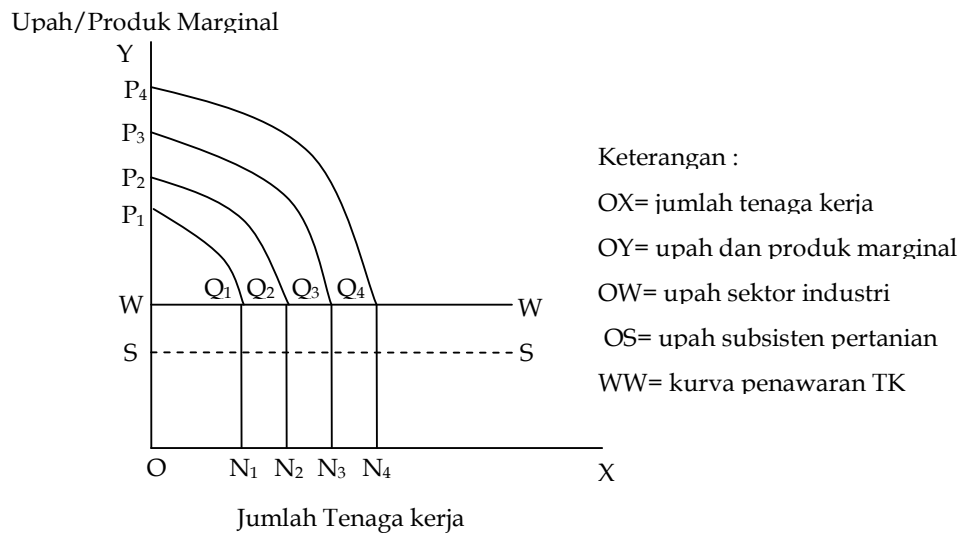 Upah/Produk Marginal
Y
P₄
P₃
P₂
P₁
Q₁ Q₂ Q₃ Q₄
W W
S S
O N₁ N₂ N₃ N₄ X
Jumlah Tenaga kerja
Keterangan :
OX= jumlah tenaga kerja
OY= upah dan produk marginal
OW= upah sektor industri
OS= upah subsisten pertanian
WW= kurva penawaran TK